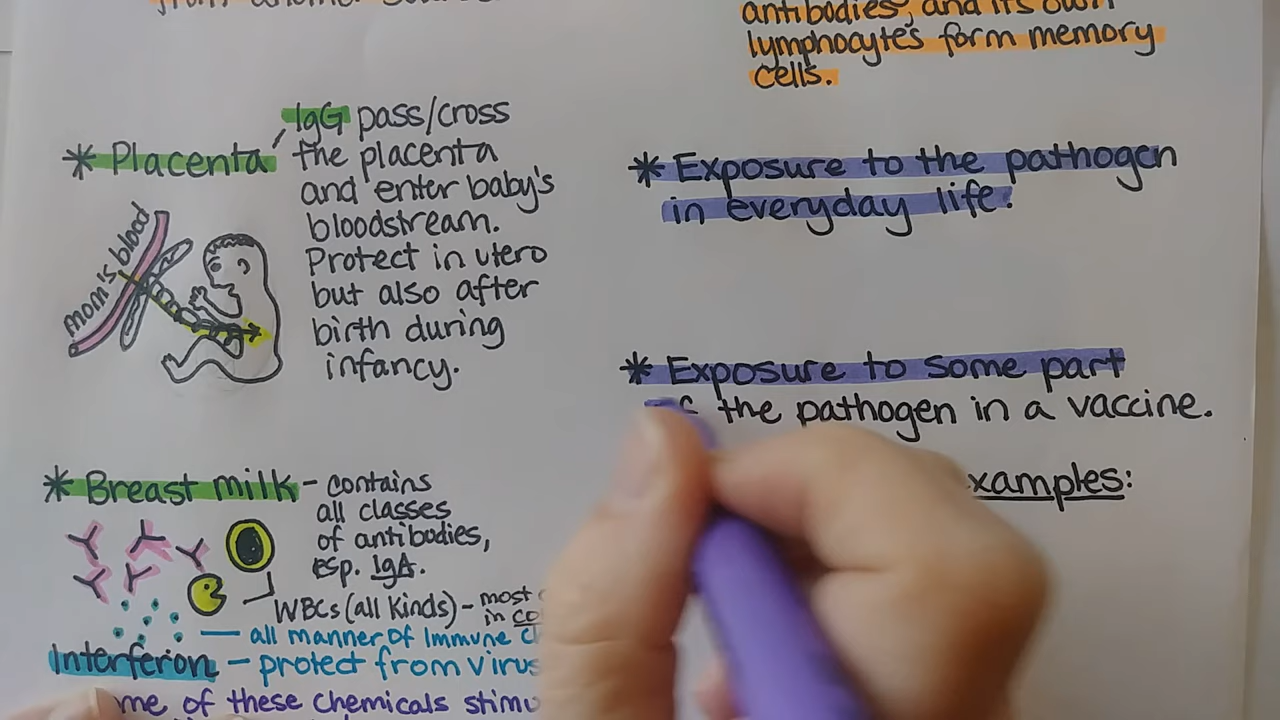 antibodies, and its own
lymphocytes form memory
cells.
* Placenta
IgG pass/cross
the placenta
and enter baby's
bloodstream.
Protect in utero
but also after
birth during
infancy.
mom's blood
* Breast milk - contains
all classes
of antibodies,
esp. IgA.
WBCs (all kinds) - most
in
all manner of immune
Interferon - protect from
of these chemicals
* Exposure to the pathogen
in everyday life.
* Exposure to some part
the pathogen in a vaccine.